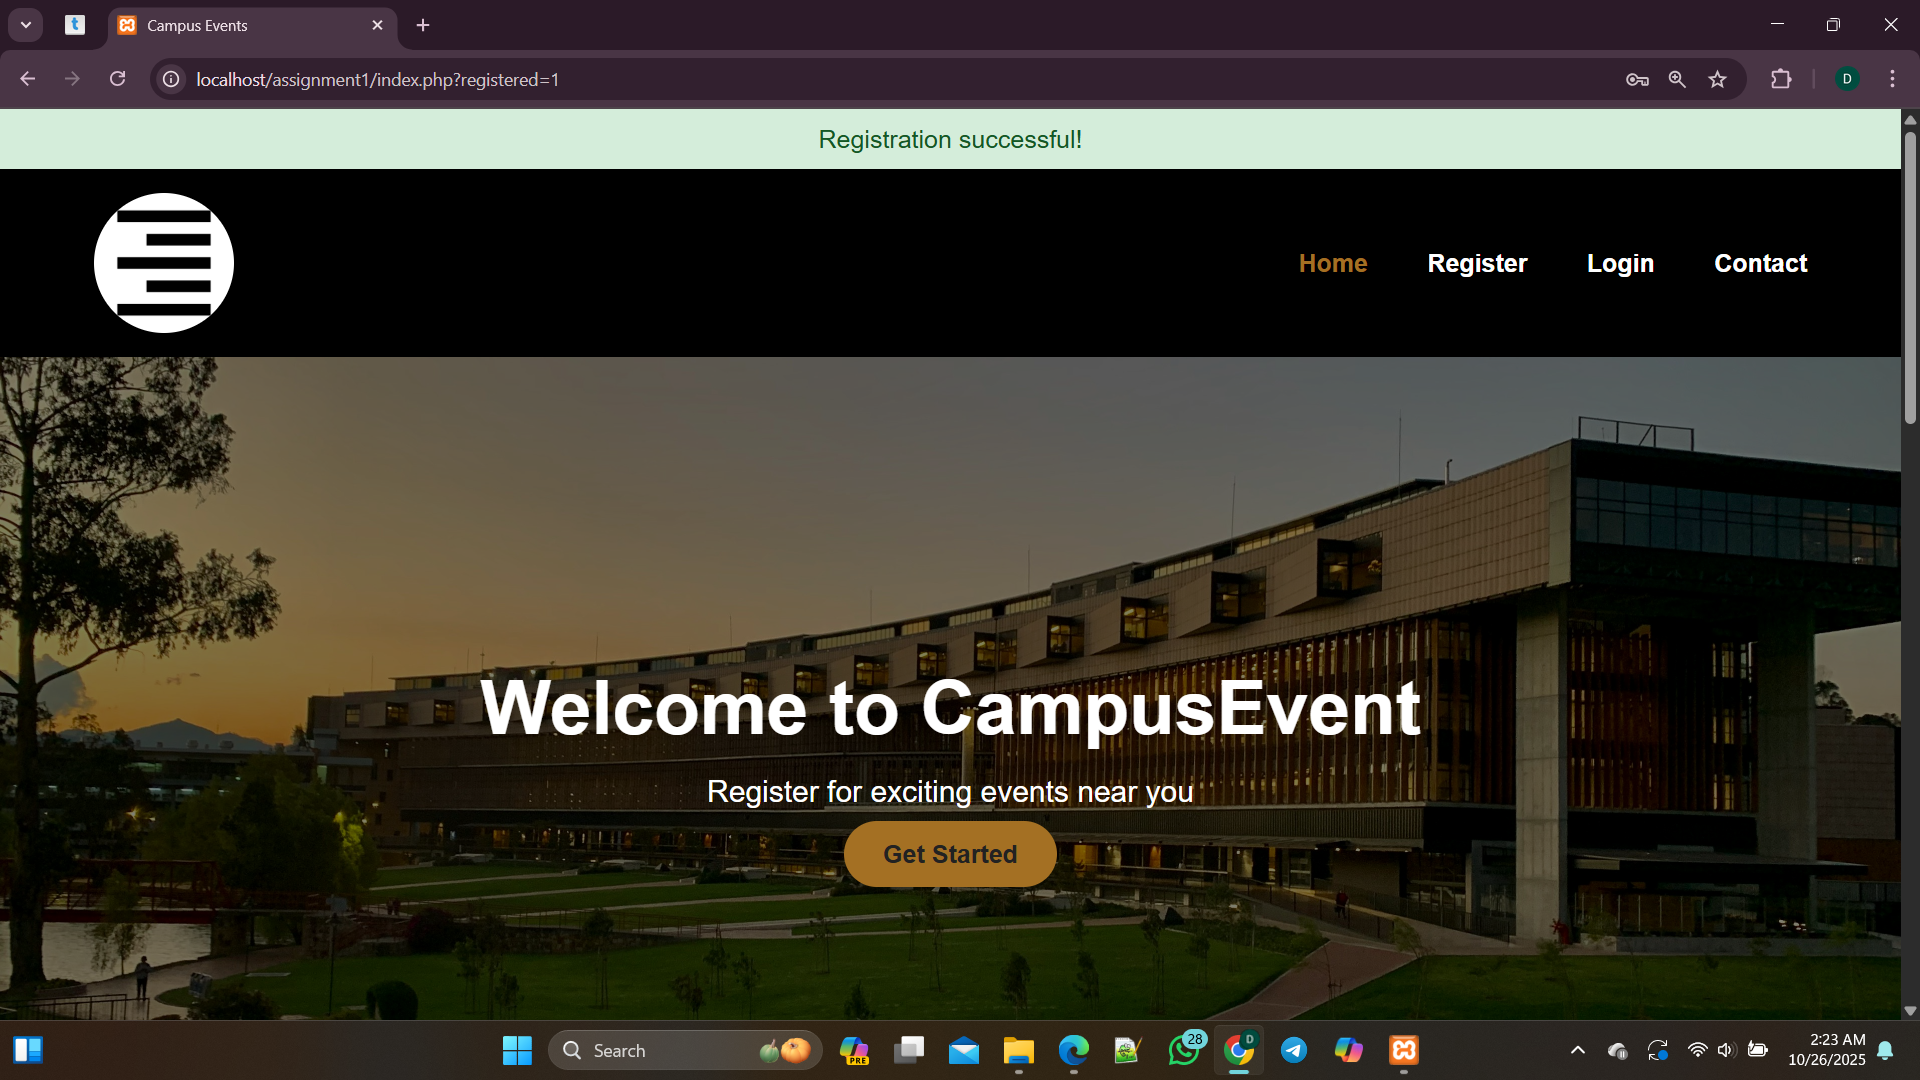 t
Campus Events
localhost/assignment1/index.php?registered=1
D
Registration successful!
Home
Register
Login
Contact
Welcome to CampusEvent
Register for exciting events near you
Get Started
Search
PRE
28
D
2:23 AM
10/26/2025